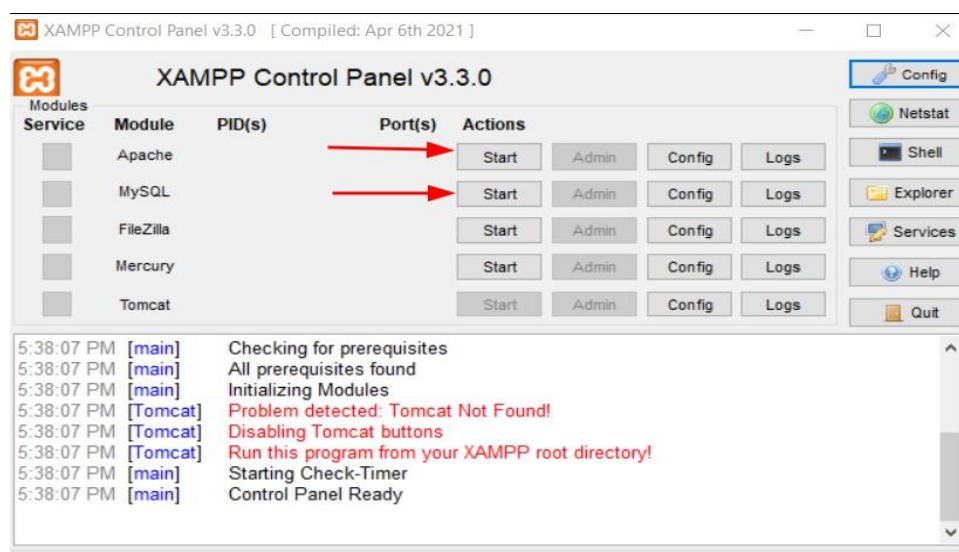 XAMPP Control Panel v3.3.0 [ Compiled: Apr 6th 2021 ]
XAMPP Control Panel v3.3.0
Config
Modules
Service Module PID(s) Port(s) Actions
Netstat
Apache Start Admin Config Logs
Shell
MySQL Start Admin Config Logs
Explorer
FileZilla Start Admin Config Logs
Services
Mercury Start Admin Config Logs
Help
Tomcat Start Admin Config Logs
Quit
5:38:07 PM [main] Checking for prerequisites
5:38:07 PM [main] All prerequisites found
5:38:07 PM [main] Initializing Modules
5:38:07 PM [Tomcat] Problem detected: Tomcat Not Found!
5:38:07 PM [Tomcat] Disabling Tomcat buttons
5:38:07 PM [Tomcat] Run this program from your XAMPP root directory!
5:38:07 PM [main] Starting Check-Timer
5:38:07 PM [main] Control Panel Ready